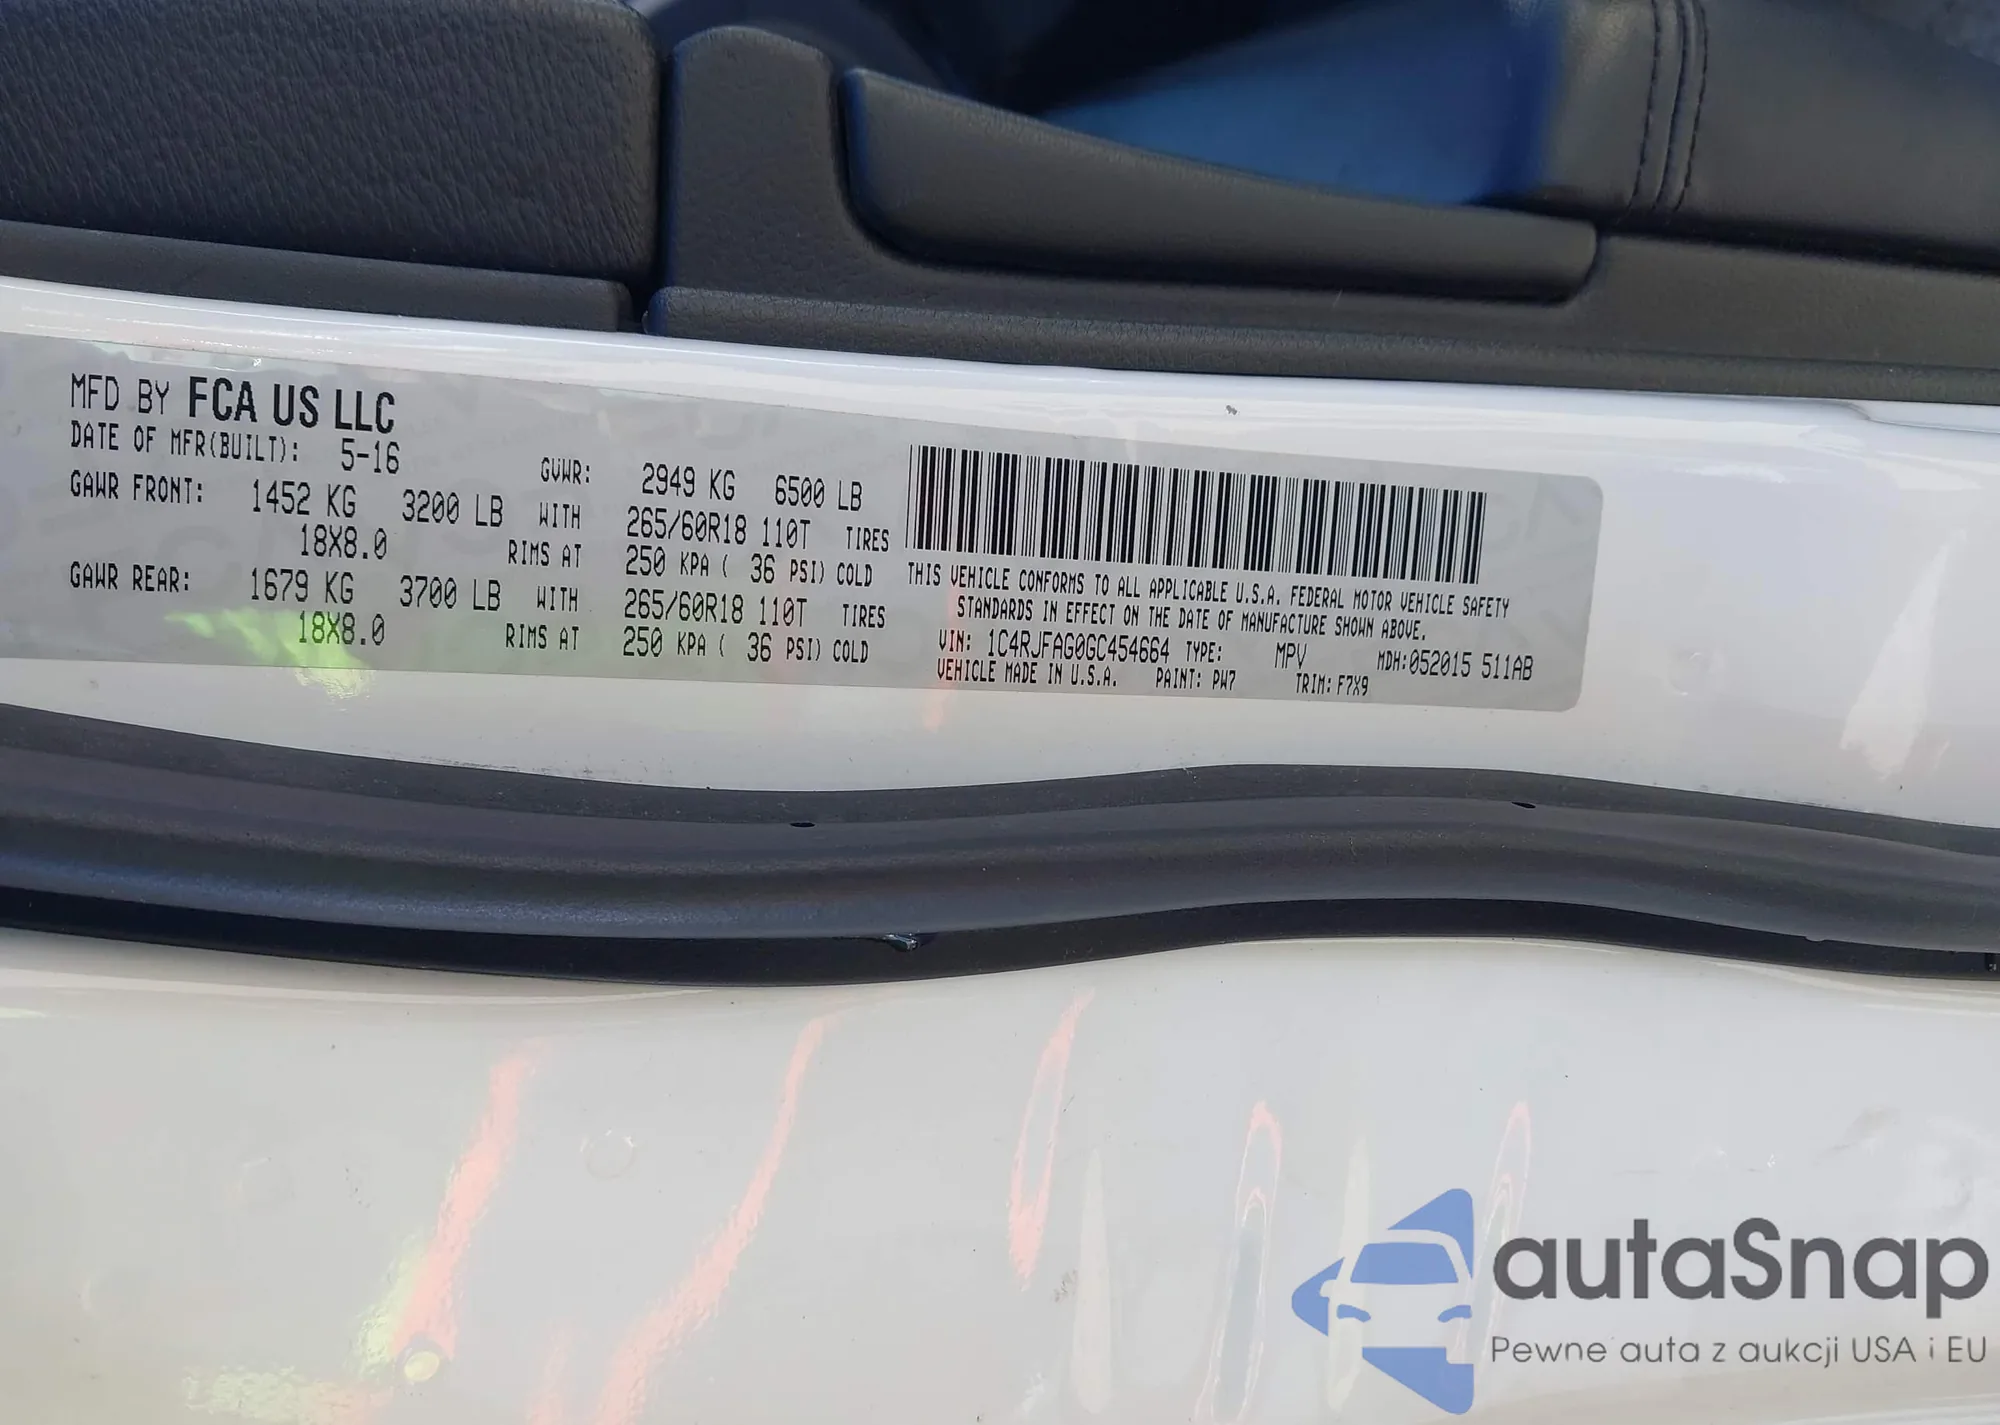 MFD BY FCA US LLC
DATE OF MFR(BUILT): 5-16 GVWR: 2949 KG 6500 LB
GAWR FRONT: 1452 KG 3200 LB WITH 265/60R18 110T TIRES
18X8.0 RIMS AT 250 KPA ( 36 PSI) COLD
GAWR REAR: 1679 KG 3700 LB WITH 265/60R18 110T TIRES
18X8.0 RIMS AT 250 KPA ( 36 PSI) COLD
THIS VEHICLE CONFORMS TO ALL APPLICABLE U.S.A. FEDERAL MOTOR VEHICLE SAFETY
STANDARDS IN EFFECT ON THE DATE OF MANUFACTURE SHOWN ABOVE.
VIN: 1C4RJFAG0GC454664 TYPE: MPV MDH:052015 511AB
VEHICLE MADE IN U.S.A. PAINT: PW7 TRIM: F7X9
autaSnap
Pewne auta z aukcji USA i EU